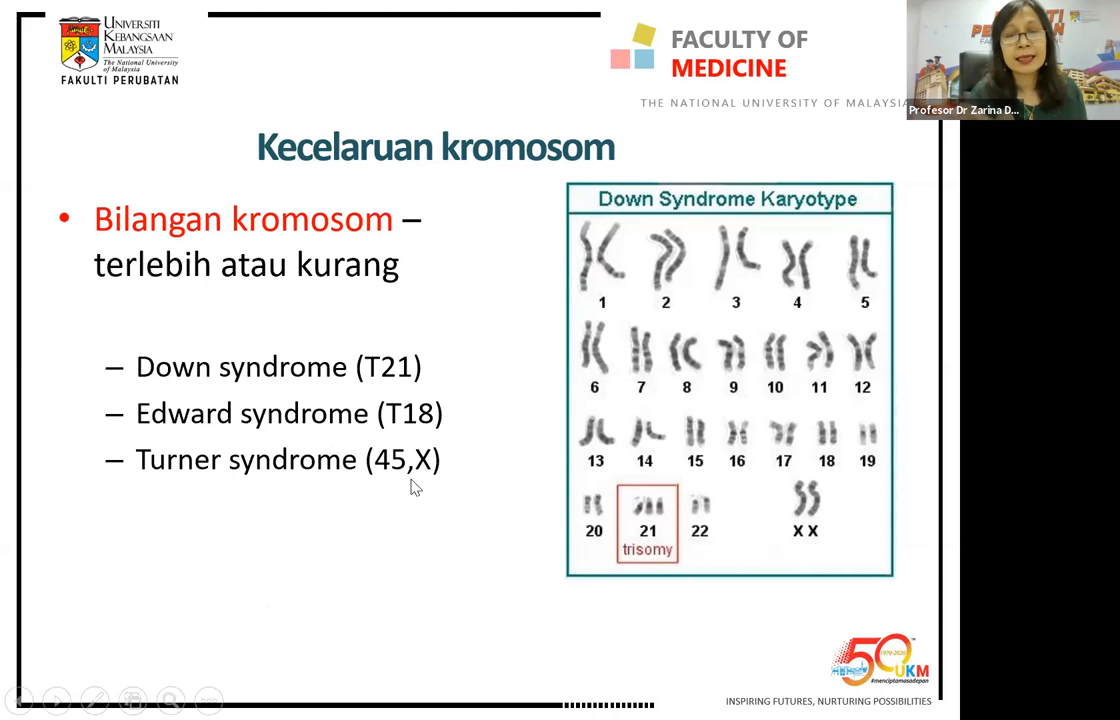 UNIVERSITI
KEBANGSAAN
MALAYSIA
The National University
of Malaysia
FAKULTI PERUBATAN
FACULTY OF
MEDICINE
THE NATIONAL UNIVERSITY OF MALAYSIA
Profesor Dr Zarina D...
Kecelaruan kromosom
• Bilangan kromosom –
terlebih atau kurang
– Down syndrome (T21)
– Edward syndrome (T18)
– Turner syndrome (45,X)
Down Syndrome Karyotype
1 2 3 4 5
6 7 8 9 10 11 12
13 14 15 16 17 18 19
20 21 22 X X
trisomy
50
1970-2020
UKM
#menciptamasadepan
INSPIRING FUTURES, NURTURING POSSIBILITIES